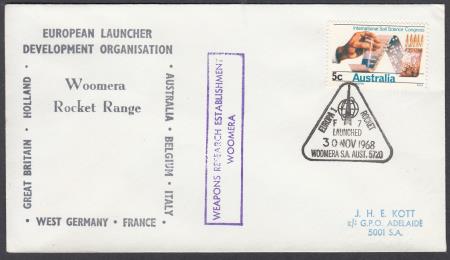 EUROPEAN LAUNCHER
DEVELOPMENT ORGANISATION
Woomera
Rocket Range
GREAT BRITAIN • HOLLAND •
• AUSTRALIA • BELGIUM • ITALY
• WEST GERMANY • FRANCE •
WEAPONS RESEARCH ESTABLISHMENT
WOOMERA
International Soil Science Congress
5c
Australia
EUROPA 1 ROCKET
F 7
LAUNCHED
30 NOV 1968
WOOMERA S.A. AUST. 5720
J. H. E. KOTT
c/- G.P.O. ADELAIDE
5001 S.A.